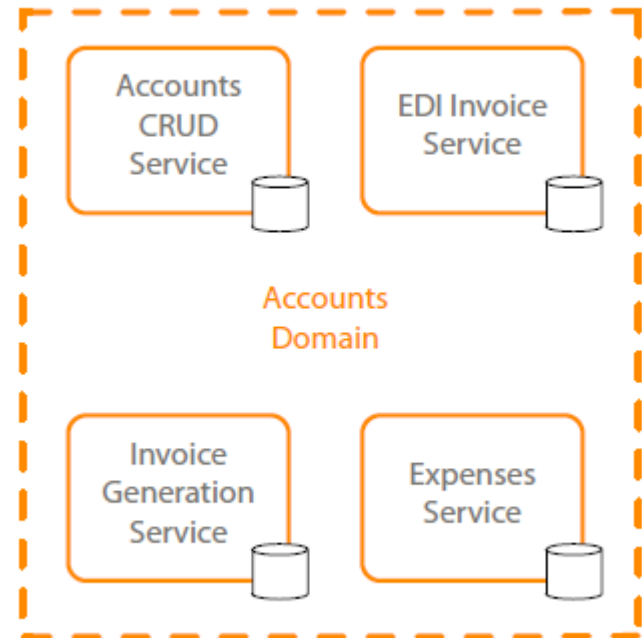 Accounts
CRUD
Service
EDI Invoice
Service
Accounts
Domain
Invoice
Generation
Service
Expenses
Service